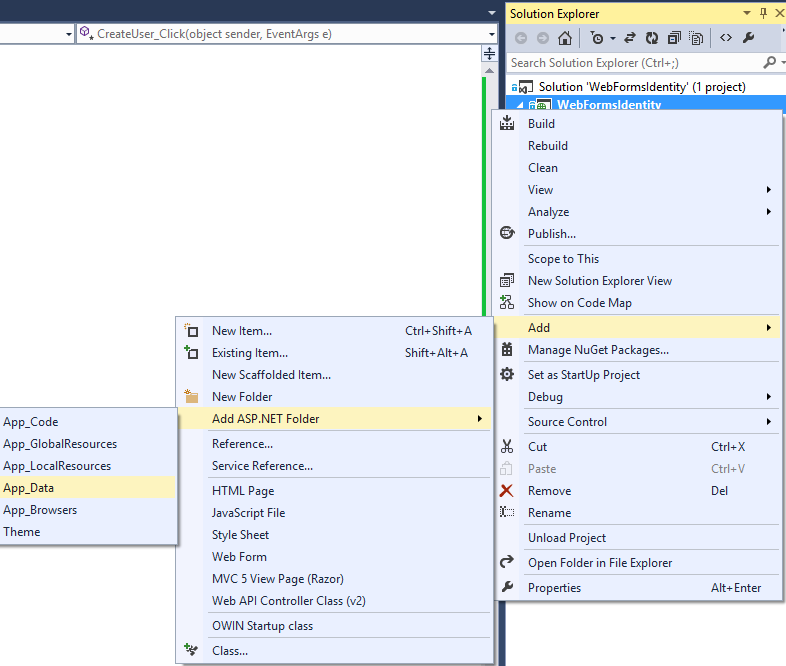 CreateUser_Click(object sender, EventArgs e)
Solution Explorer
Search Solution Explorer (Ctrl+;)
Solution 'WebFormsIdentity' (1 project)
WebFormsIdentity
Build
Rebuild
Clean
View
Analyze
Publish...
Scope to This
New Solution Explorer View
Show on Code Map
Add
Manage NuGet Packages...
Set as StartUp Project
Debug
Source Control
Cut Ctrl+X
Paste Ctrl+V
Remove Del
Rename
Unload Project
Open Folder in File Explorer
Properties Alt+Enter
New Item... Ctrl+Shift+A
Existing Item... Shift+Alt+A
New Scaffolded Item...
New Folder
Add ASP.NET Folder
Reference...
Service Reference...
HTML Page
JavaScript File
Style Sheet
Web Form
MVC 5 View Page (Razor)
Web API Controller Class (v2)
OWIN Startup class
Class...
App_Code
App_GlobalResources
App_LocalResources
App_Data
App_Browsers
Theme